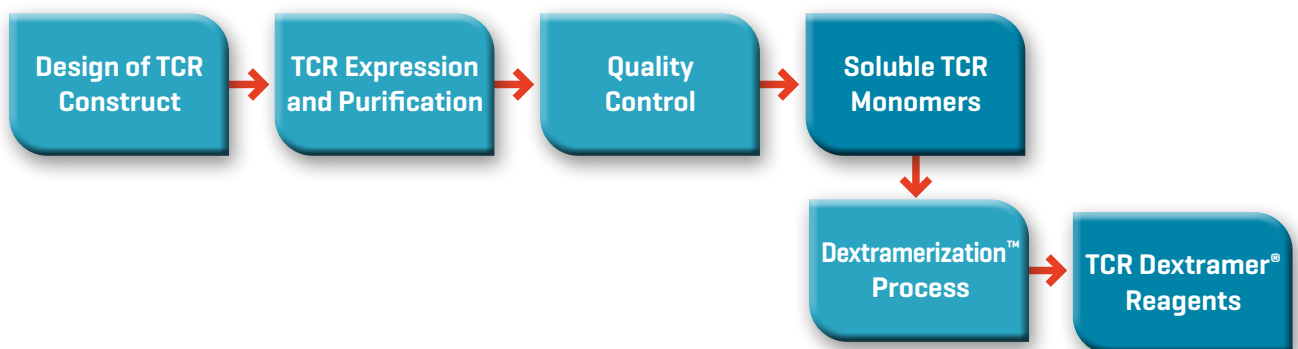 Design of TCR
Construct
TCR Expression
and Purification
Quality
Control
Soluble TCR
Monomers
Dextramerization™
Process
TCR Dextramer®
Reagents